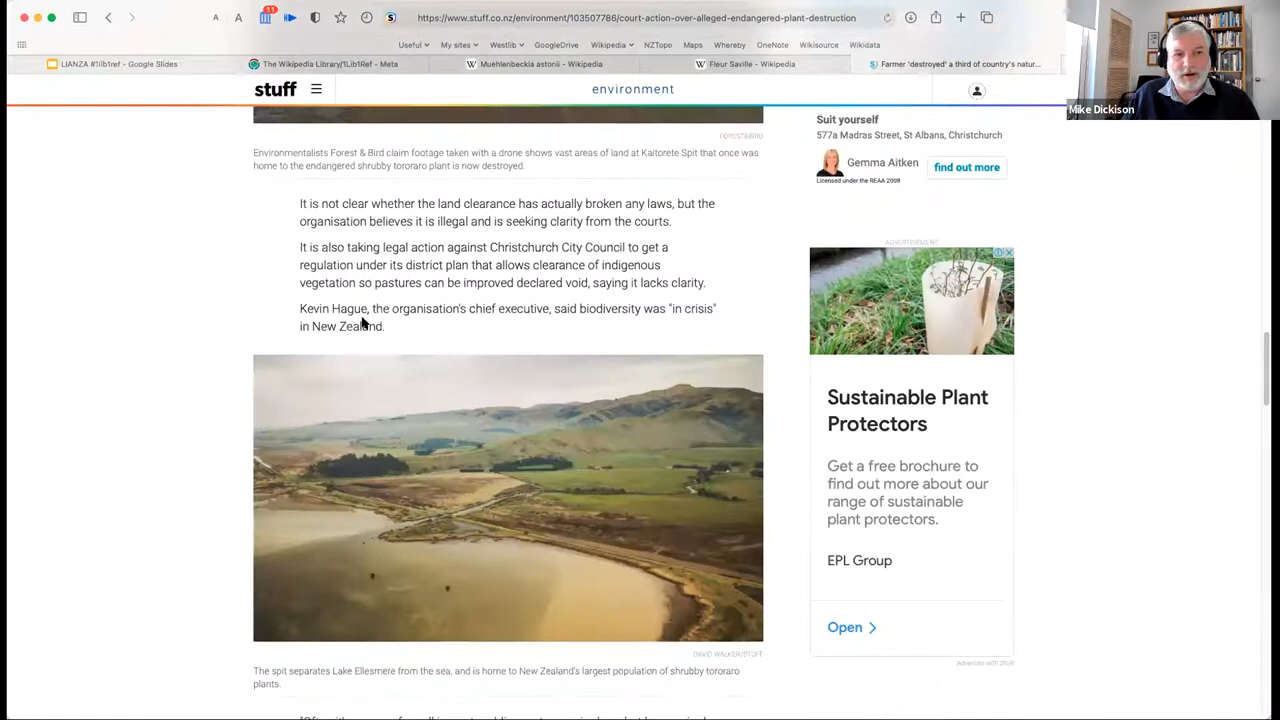 11
A A https://www.stuff.co.nz/environment/103507786/court-action-over-alleged-endangered-plant-destruction
Useful My sites Westlib GoogleDrive Wikipedia NZTopo Maps Whereby OneNote Wikisource Wikidata
LIANZA #1lib1ref – Google Slides
The Wikipedia Library/1Lib1Ref - Meta
W Muehlenbeckia astonii – Wikipedia
W Fleur Saville – Wikipedia
S Farmer 'destroyed' a third of country's natur...
Mike Dickison
stuff
environment
FOREST&BIRD
Environmentalists Forest & Bird claim footage taken with a drone shows vast areas of land at Kaitorete Spit that once was
home to the endangered shrubby tororaro plant is now destroyed.
It is not clear whether the land clearance has actually broken any laws, but the
organisation believes it is illegal and is seeking clarity from the courts.
It is also taking legal action against Christchurch City Council to get a
regulation under its district plan that allows clearance of indigenous
vegetation so pastures can be improved declared void, saying it lacks clarity.
Kevin Hague, the organisation's chief executive, said biodiversity was "in crisis"
in New Zealand.
DAVID WALKER/STUFF
The spit separates Lake Ellesmere from the sea, and is home to New Zealand's largest population of shrubby tororaro
plants.
Suit yourself
577a Madras Street, St Albans, Christchurch
Gemma Aitken
find out more
Licensed under the REAA 2008
ADVERTISEMENT
Sustainable Plant
Protectors
Get a free brochure to
find out more about our
range of sustainable
plant protectors.
EPL Group
Open
Advertise with Stuff